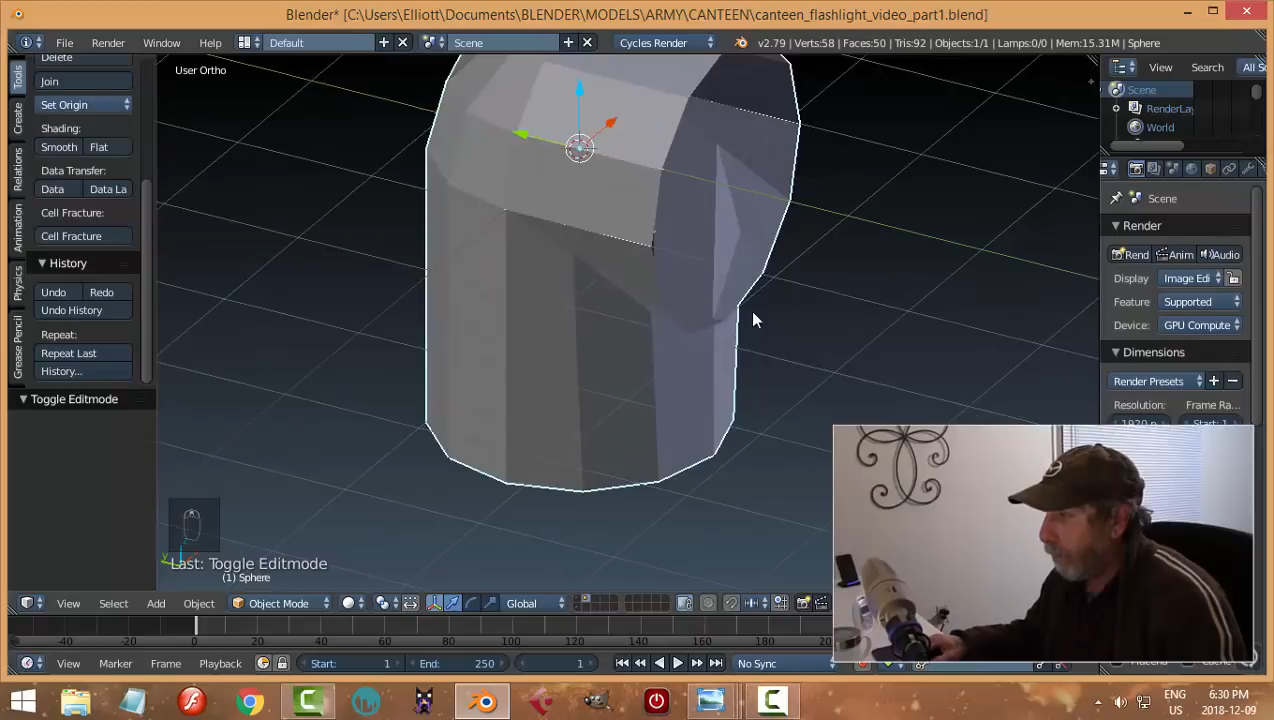 Blender* [C:\Users\Elliott\Documents\BLENDER\MODELS\ARMY\CANTEEN\canteen_flashlight_video_part1.blend]
File Render Window Help Default Scene Cycles Render v2.79 | Verts:58 | Faces:50 | Tris:92 | Objects:1/1 | Lamps:0/0 | Mem:15.31M | Sphere
Tools
Create
Relations
Animation
Physics
Grease Pencil
Delete
Join
Set Origin
Shading:
Smooth Flat
Data Transfer:
Data Data La
Cell Fracture:
Cell Fracture
History
Undo Redo
Undo History
Repeat:
Repeat Last
History...
Toggle Editmode
User Ortho
Last: Toggle Editmode
(1) Sphere
View Search All S
Scene
RenderLay
World
Scene
Render
Rend Anim Audio
Display Image Edi
Feature Supported
Device: GPU Compute
Dimensions
Render Presets
Resolution: Frame Ra...
View Select Add Object Object Mode Global
-40 -20 0 20 40 60 80 100 120 140 160 180
View Marker Frame Playback Start: 1 End: 250 1 No Sync
ENG
US
6:30 PM
2018-12-09